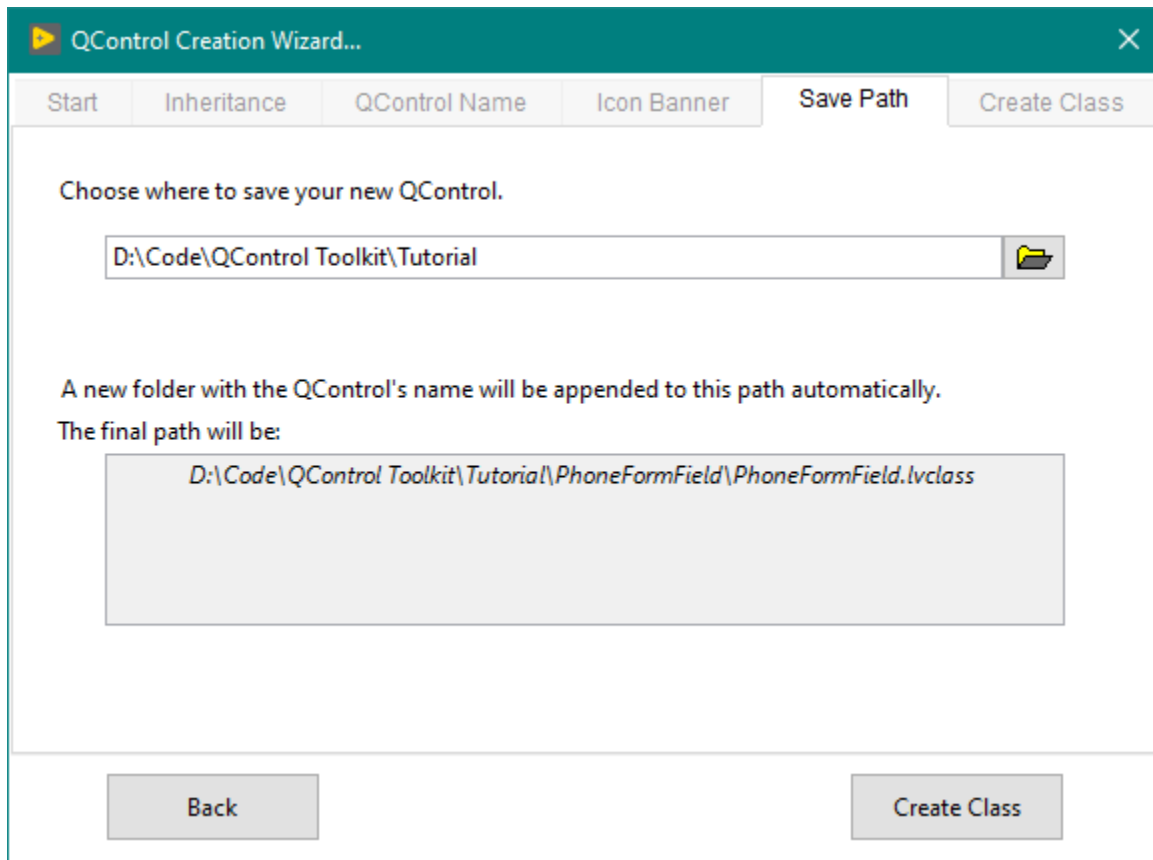 QControl Creation Wizard...
Start Inheritance QControl Name Icon Banner Save Path Create Class
Choose where to save your new QControl.
D:\Code\QControl Toolkit\Tutorial
A new folder with the QControl's name will be appended to this path automatically.
The final path will be:
D:\Code\QControl Toolkit\Tutorial\PhoneFormField\PhoneFormField.lvclass
Back Create Class